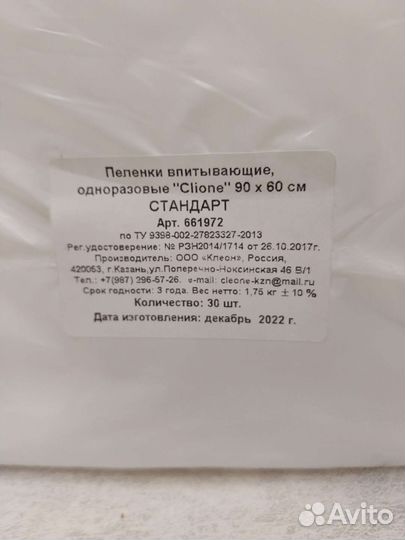 Пеленки впитывающие,
одноразовые "Clione" 90 х 60 см
СТАНДАРТ
Арт. 661972
по ТУ 9398-002-27823327-2013
Рег.удостоверение: № РЗН2014/1714 от 26.10.2017г.
Производитель: ООО «Клеон», Россия,
420053, г.Казань,ул.Поперечно-Ноксинская 46 В/1
Тел.: +7(987) 296-57-26. e-mail: cleone-kzn@mail.ru
Срок годности: 3 года. Вес нетто: 1,75 кг ± 10 %
Количество: 30 шт.
Дата изготовления: декабрь 2022 г.
Avito